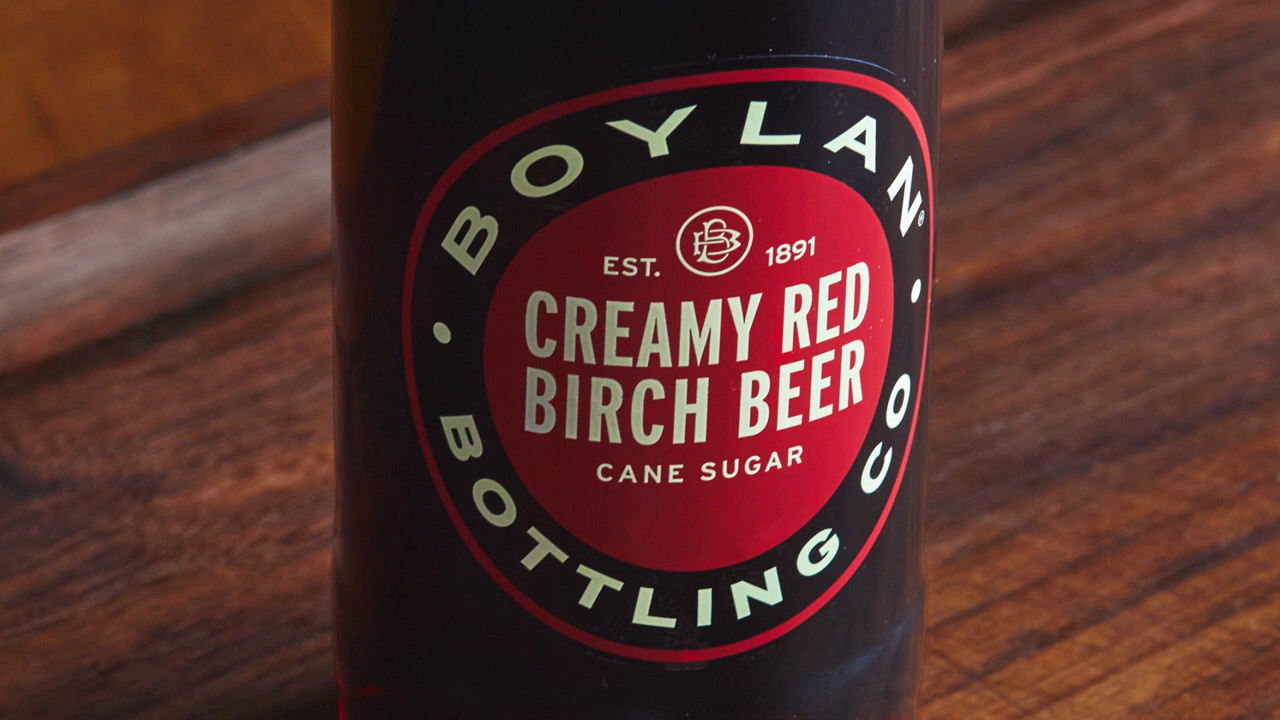 BOYLAN®
EST. 1891
CREAMY RED
BIRCH BEER
CANE SUGAR
• BOTTLING CO •